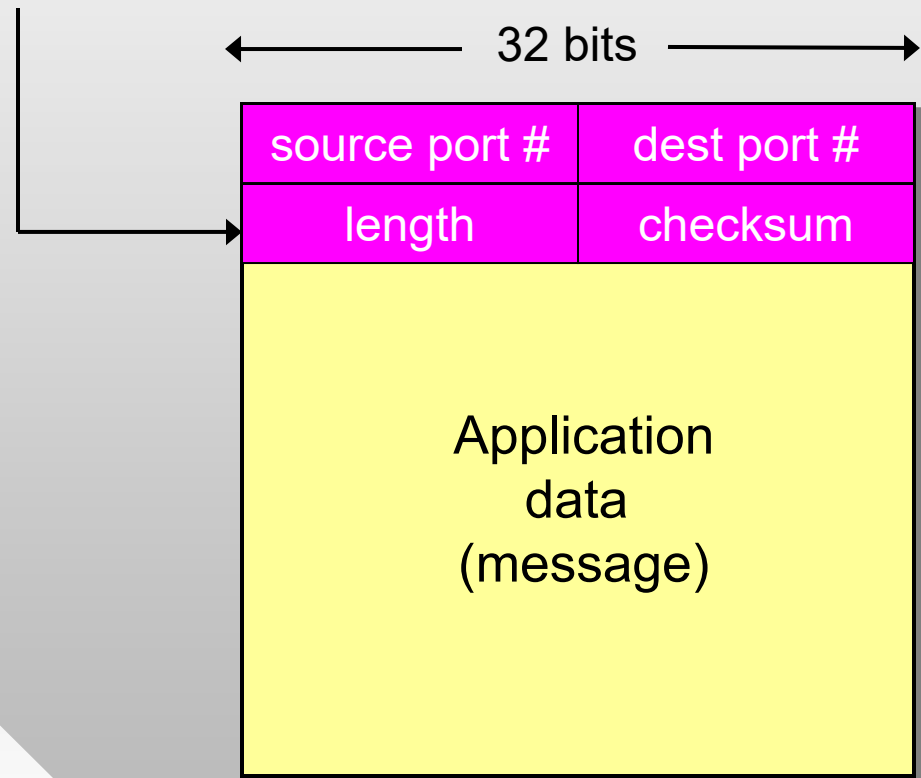 32 bits
source port # dest port #
length checksum
Application
data
(message)